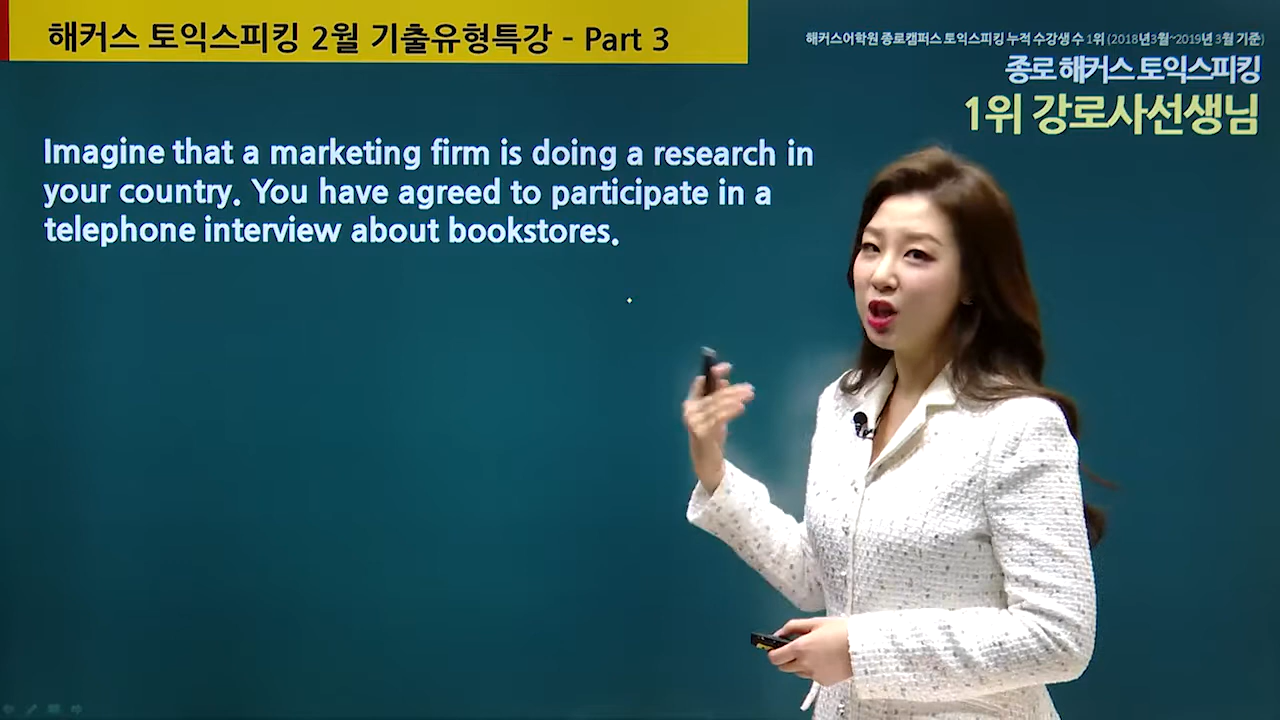 해커스 토익스피킹 2월 기출유형특강 - Part 3
해커스어학원 종로캠퍼스 토익스피킹 누적 수강생 수 1위 (2018년3월~2019년 3월 기준)
종로 해커스 토익스피킹
1위 강로사선생님
Imagine that a marketing firm is doing a research in
your country. You have agreed to participate in a
telephone interview about bookstores.